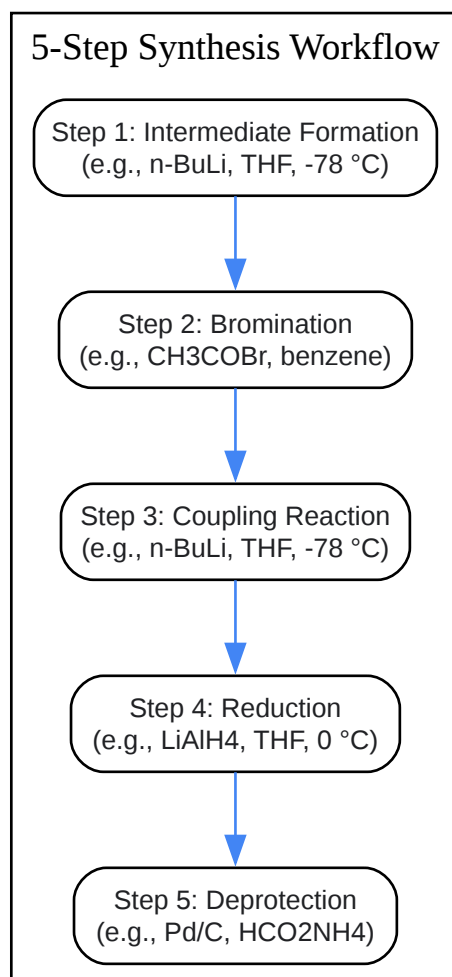 5-Step Synthesis Workflow
Step 1: Intermediate Formation
(e.g., n-BuLi, THF, -78 °C)
Step 2: Bromination
(e.g., CH3COBr, benzene)
Step 3: Coupling Reaction
(e.g., n-BuLi, THF, -78 °C)
Step 4: Reduction
(e.g., LiAlH4, THF, 0 °C)
Step 5: Deprotection
(e.g., Pd/C, HCO2NH4)